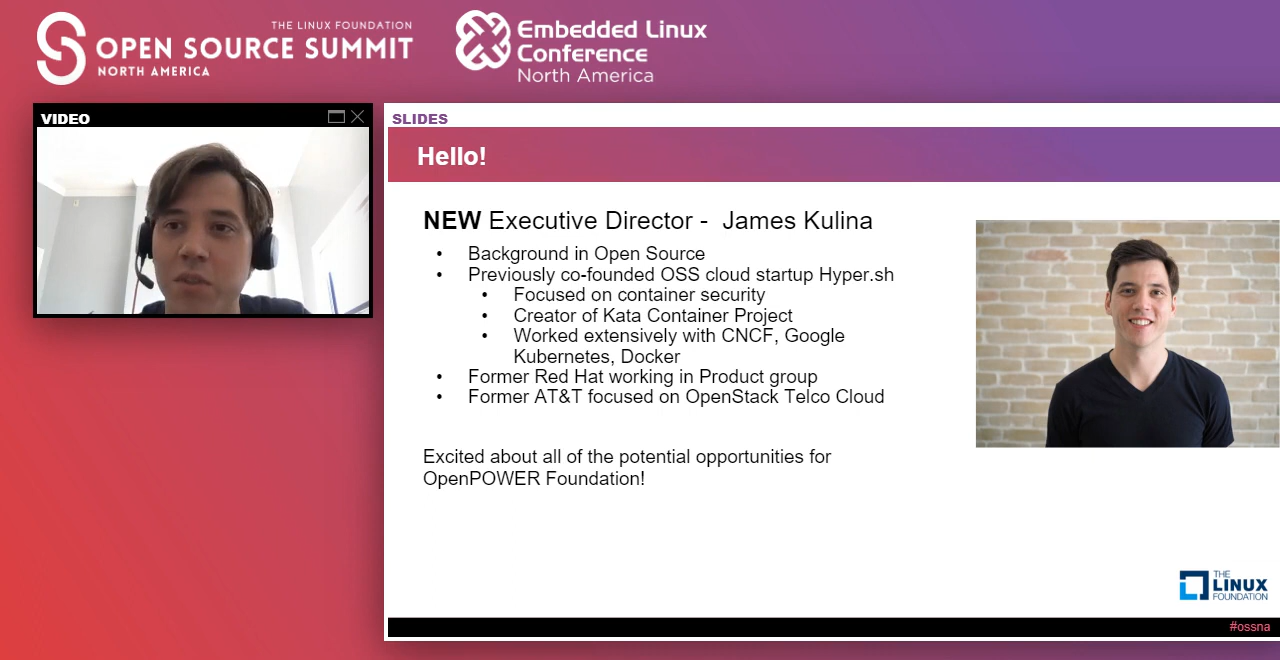 THE LINUX FOUNDATION
OPEN SOURCE SUMMIT
NORTH AMERICA
Embedded Linux
Conference
North America
VIDEO
SLIDES
Hello!
NEW Executive Director - James Kulina
• Background in Open Source
• Previously co-founded OSS cloud startup Hyper.sh
• Focused on container security
• Creator of Kata Container Project
• Worked extensively with CNCF, Google
Kubernetes, Docker
• Former Red Hat working in Product group
• Former AT&T focused on OpenStack Telco Cloud
Excited about all of the potential opportunities for
OpenPOWER Foundation!
THE
LINUX
FOUNDATION
#ossna